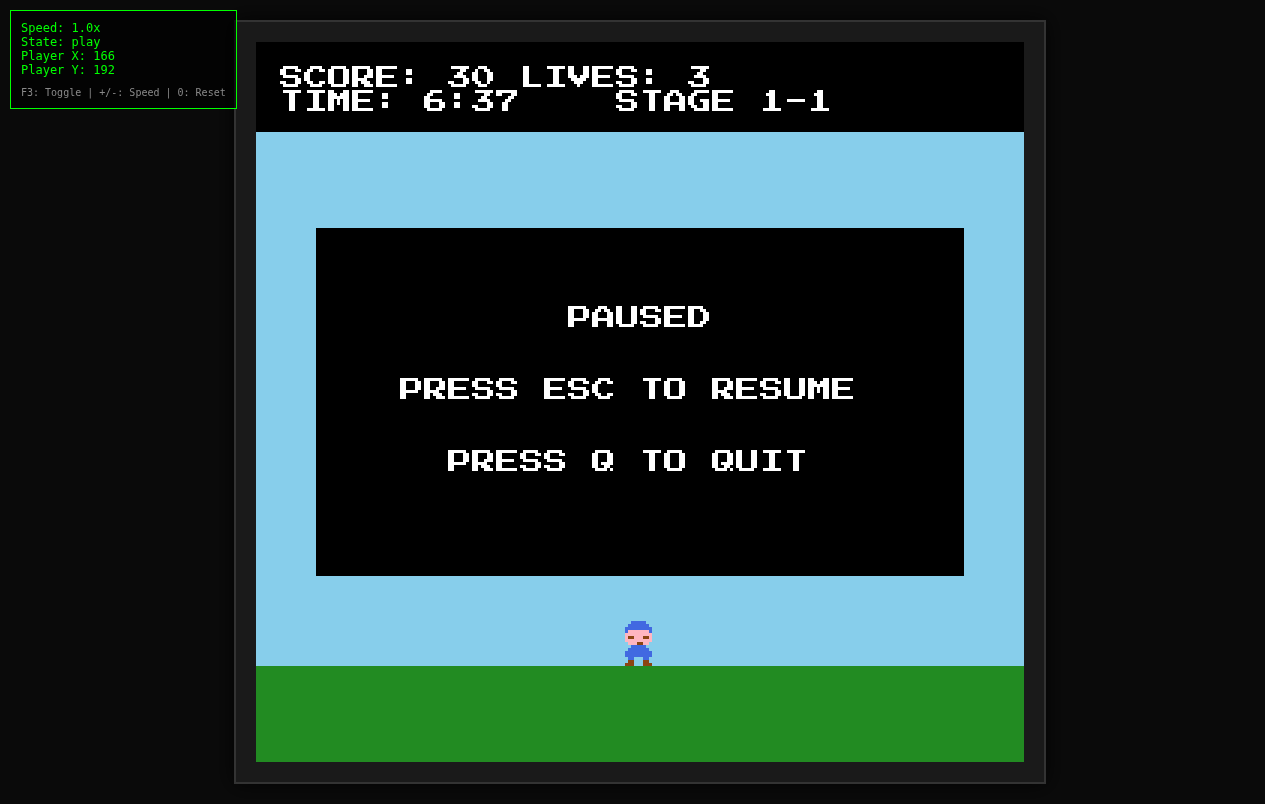 Speed: 1.0x
State: play
Player X: 166
Player Y: 192
F3: Toggle | +/-: Speed | 0: Reset
SCORE: 30 LIVES: 3
TIME: 6:37 STAGE 1-1
PAUSED
PRESS ESC TO RESUME
PRESS Q TO QUIT